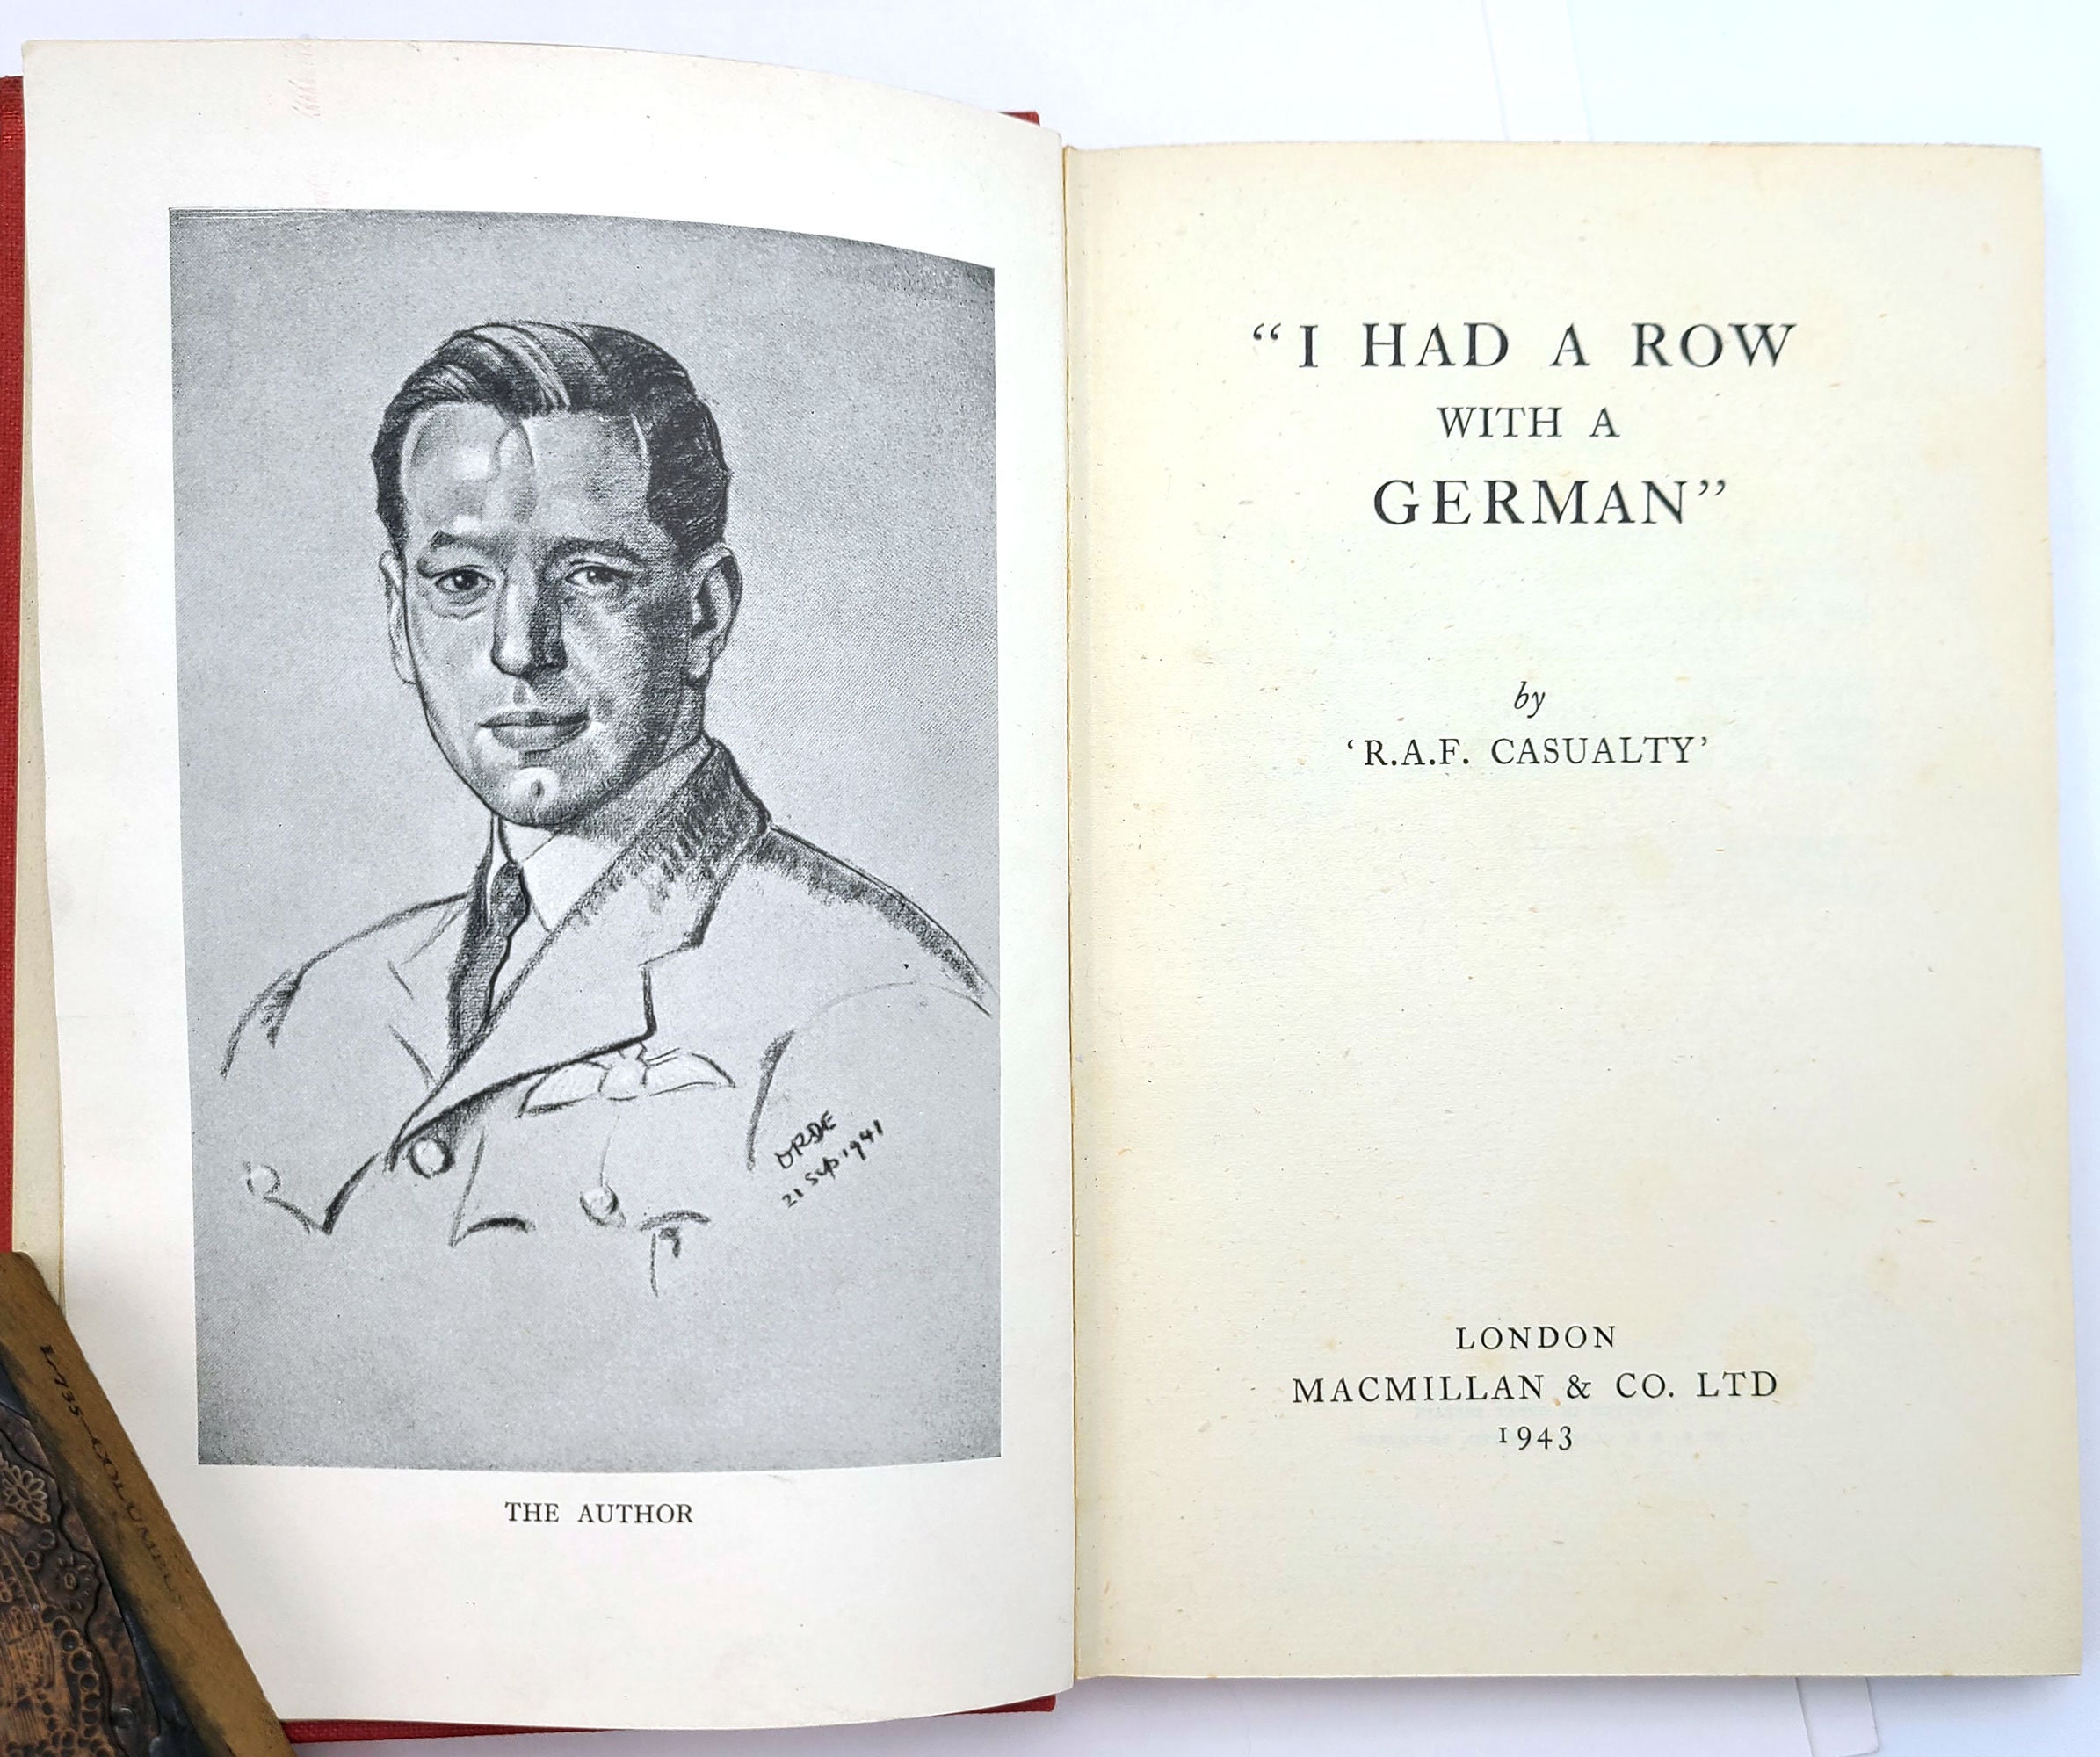 ORDE
21 Sep 1941
THE AUTHOR
“I HAD A ROW
WITH A
GERMAN”
by
‘R.A.F. CASUALTY’
LONDON
MACMILLAN & CO. LTD
1943